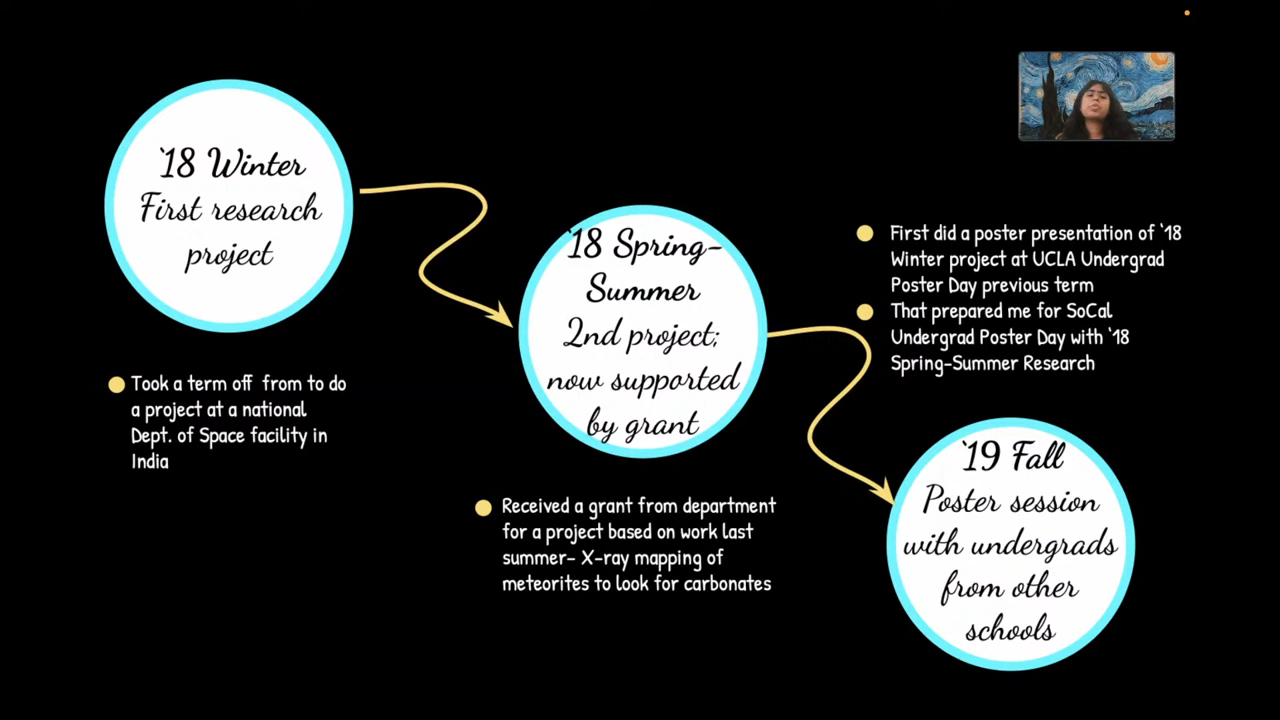 '18 Winter
First research
project
Took a term off from to do
a project at a national
Dept. of Space facility in
India
'18 Spring-
Summer
2nd project;
now supported
by grant
Received a grant from department
for a project based on work last
summer- X-ray mapping of
meteorites to look for carbonates
First did a poster presentation of '18
Winter project at UCLA Undergrad
Poster Day previous term
That prepared me for SoCal
Undergrad Poster Day with '18
Spring-Summer Research
'19 Fall
Poster session
with undergrads
from other
schools